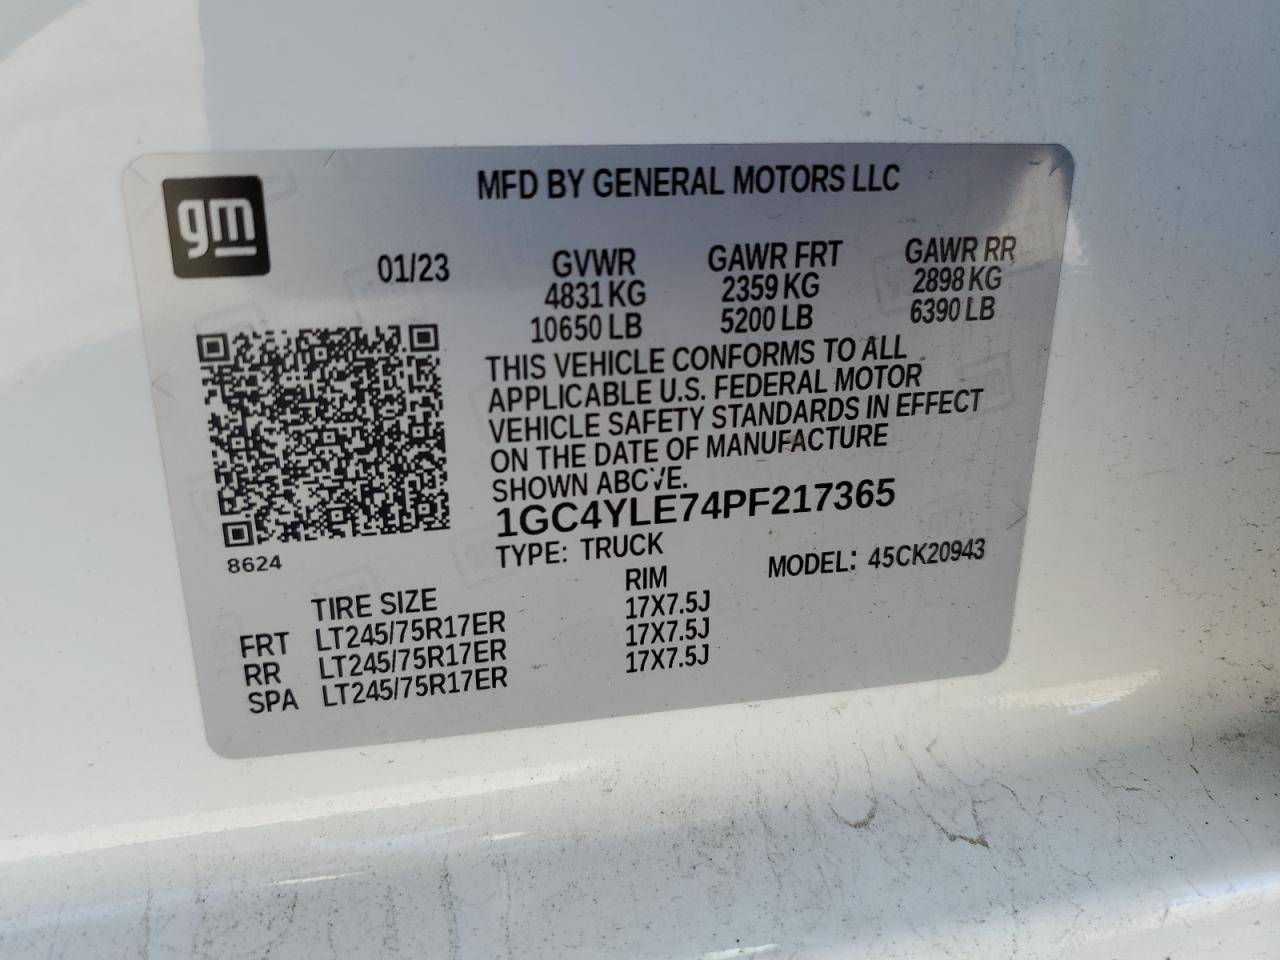 gm
MFD BY GENERAL MOTORS LLC
01/23
GVWR
4831 KG
10650 LB
GAWR FRT
2359 KG
5200 LB
GAWR RR
2898 KG
6390 LB
THIS VEHICLE CONFORMS TO ALL
APPLICABLE U.S. FEDERAL MOTOR
VEHICLE SAFETY STANDARDS IN EFFECT
ON THE DATE OF MANUFACTURE
SHOWN ABOVE.
1GC4YLE74PF217365
TYPE: TRUCK
MODEL: 45CK20943
8624
TIRE SIZE RIM
FRT LT245/75R17ER 17X7.5J
RR LT245/75R17ER 17X7.5J
SPA LT245/75R17ER 17X7.5J